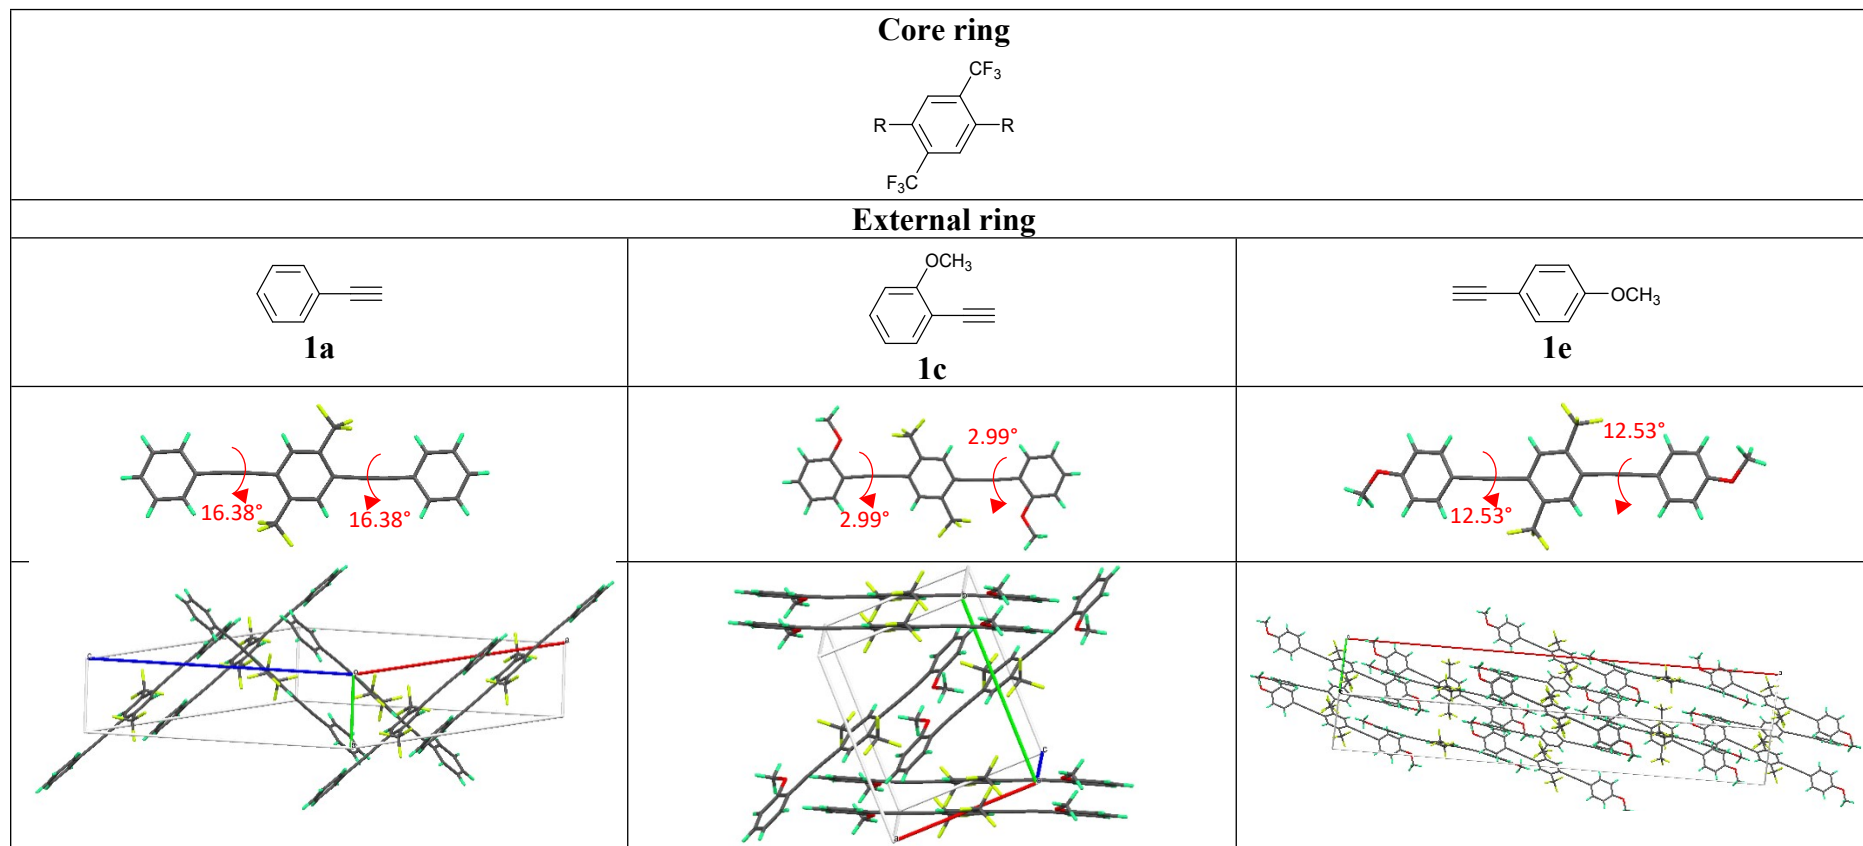 Core ring
CF3
R
R
F3C
External ring
1a
OCH3
1c
OCH3
1e
16.38°
16.38°
2.99°
2.99°
12.53°
12.53°